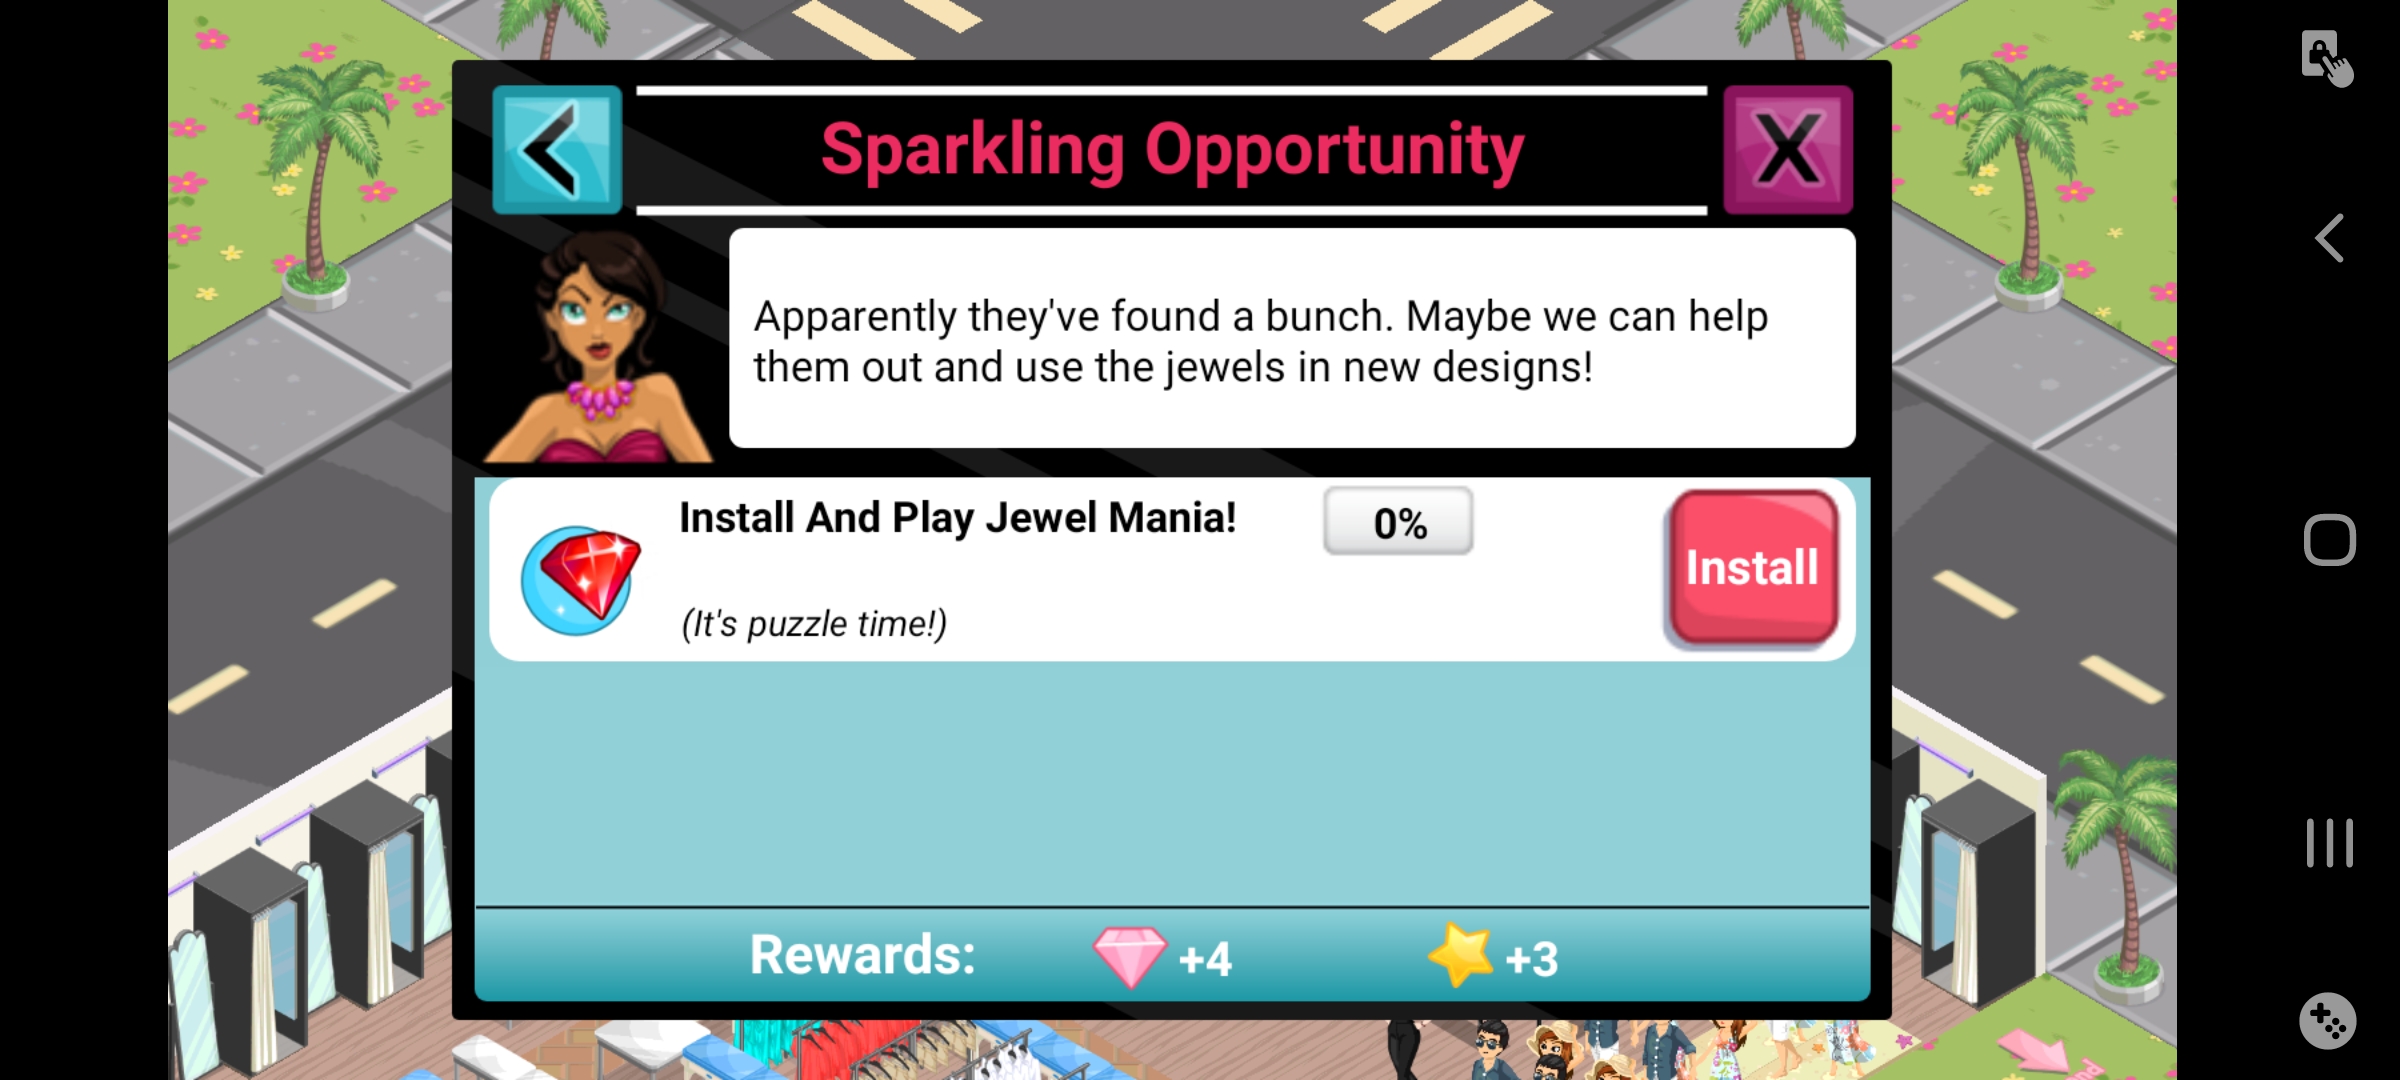 Sparkling Opportunity
Apparently they've found a bunch. Maybe we can help
them out and use the jewels in new designs!
Install And Play Jewel Mania!
0%
Install
(It's puzzle time!)
Rewards:
+4
+3